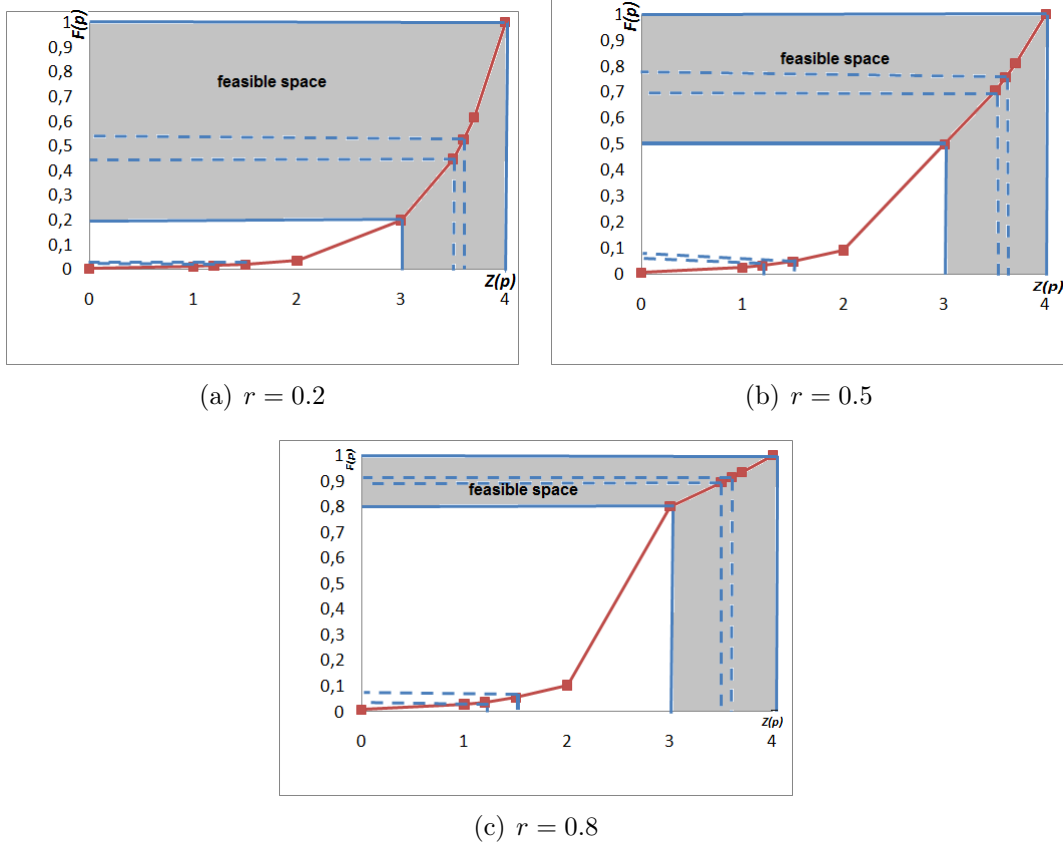 F(p)
1
0,9
0,8
0,7
0,6
0,5
0,4
0,3
0,2
0,1
0
feasible space
Z(p)
0 1 2 3 4
(a) r = 0.2
F(p)
1
0,9
0,8
0,7
0,6
0,5
0,4
0,3
0,2
0,1
0
feasible space
Z(p)
0 1 2 3 4
(b) r = 0.5
F(p)
1
0,9
0,8
0,7
0,6
0,5
0,4
0,3
0,2
0,1
0
feasible space
Z(p)
0 1 2 3 4
(c) r = 0.8